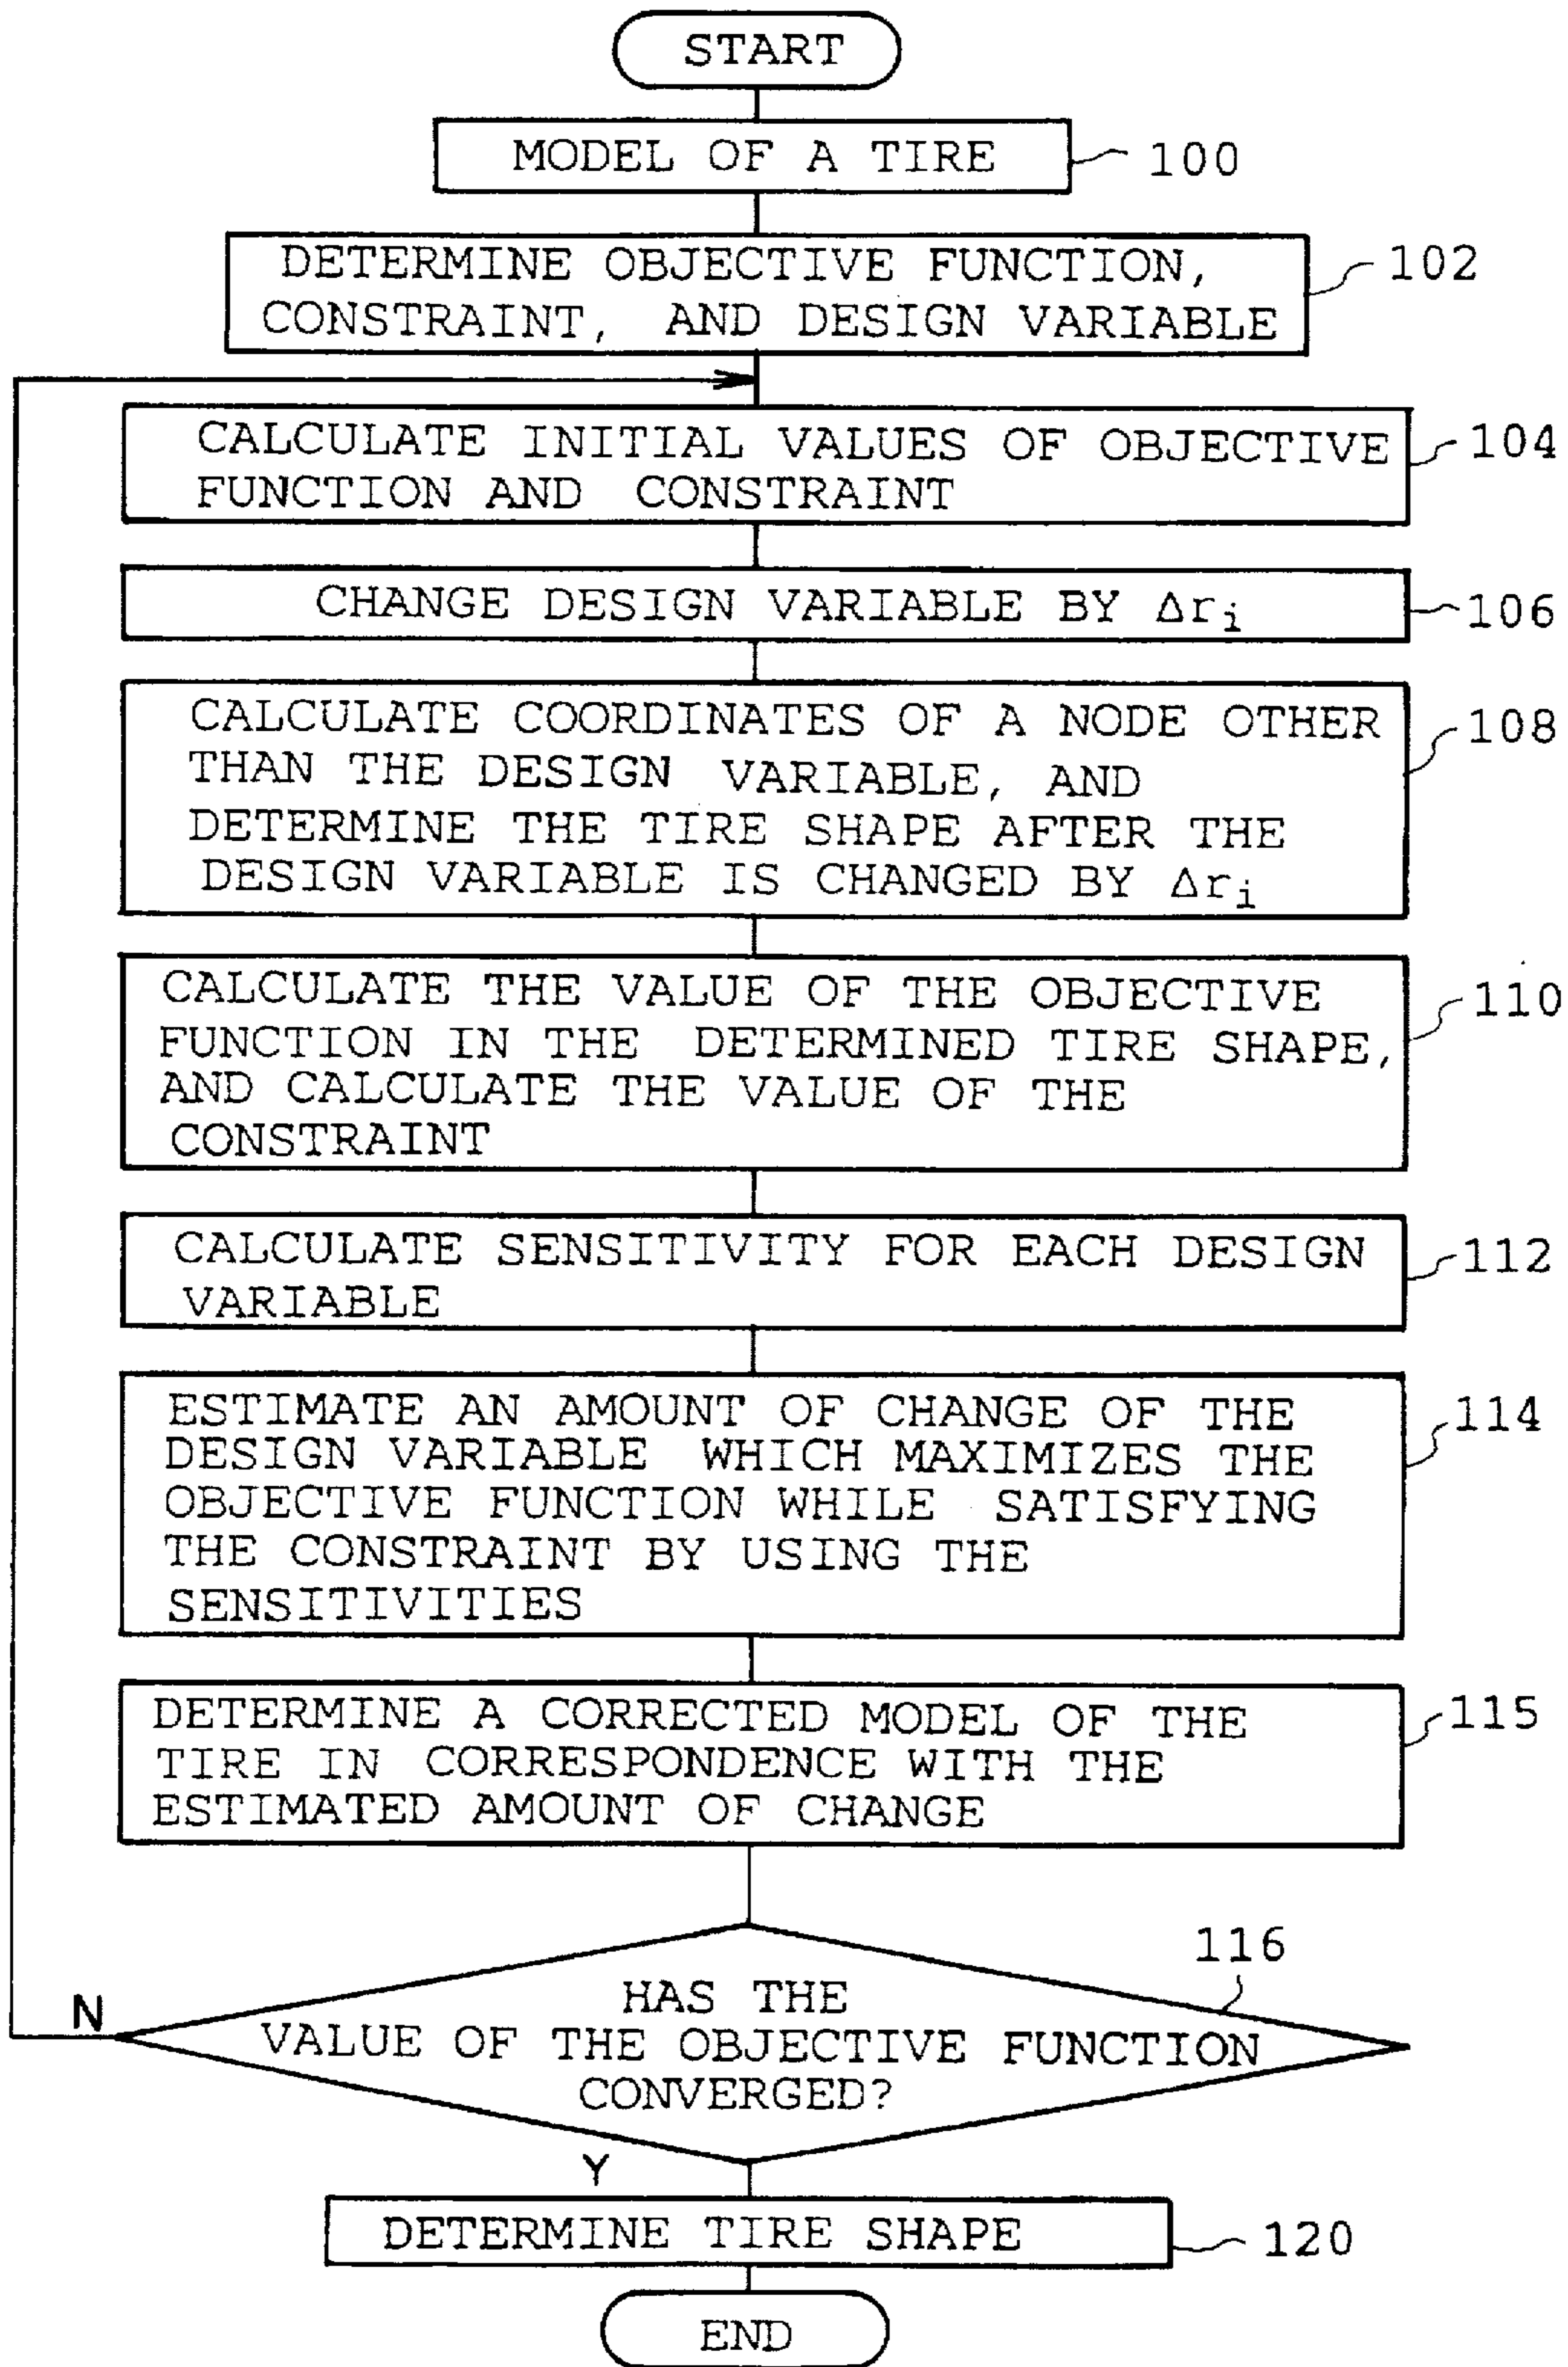 START
MODEL OF A TIRE
100
DETERMINE OBJECTIVE FUNCTION,
CONSTRAINT, AND DESIGN VARIABLE
102
CALCULATE INITIAL VALUES OF OBJECTIVE
FUNCTION AND CONSTRAINT
104
CHANGE DESIGN VARIABLE BY Δri
106
CALCULATE COORDINATES OF A NODE OTHER
THAN THE DESIGN VARIABLE, AND
DETERMINE THE TIRE SHAPE AFTER THE
DESIGN VARIABLE IS CHANGED BY Δri
108
CALCULATE THE VALUE OF THE OBJECTIVE
FUNCTION IN THE DETERMINED TIRE SHAPE,
AND CALCULATE THE VALUE OF THE
CONSTRAINT
110
CALCULATE SENSITIVITY FOR EACH DESIGN
VARIABLE
112
ESTIMATE AN AMOUNT OF CHANGE OF THE
DESIGN VARIABLE WHICH MAXIMIZES THE
OBJECTIVE FUNCTION WHILE SATISFYING
THE CONSTRAINT BY USING THE
SENSITIVITIES
114
DETERMINE A CORRECTED MODEL OF THE
TIRE IN CORRESPONDENCE WITH THE
ESTIMATED AMOUNT OF CHANGE
115
116
HAS THE
VALUE OF THE OBJECTIVE FUNCTION
CONVERGED?
N
Y
DETERMINE TIRE SHAPE
120
END